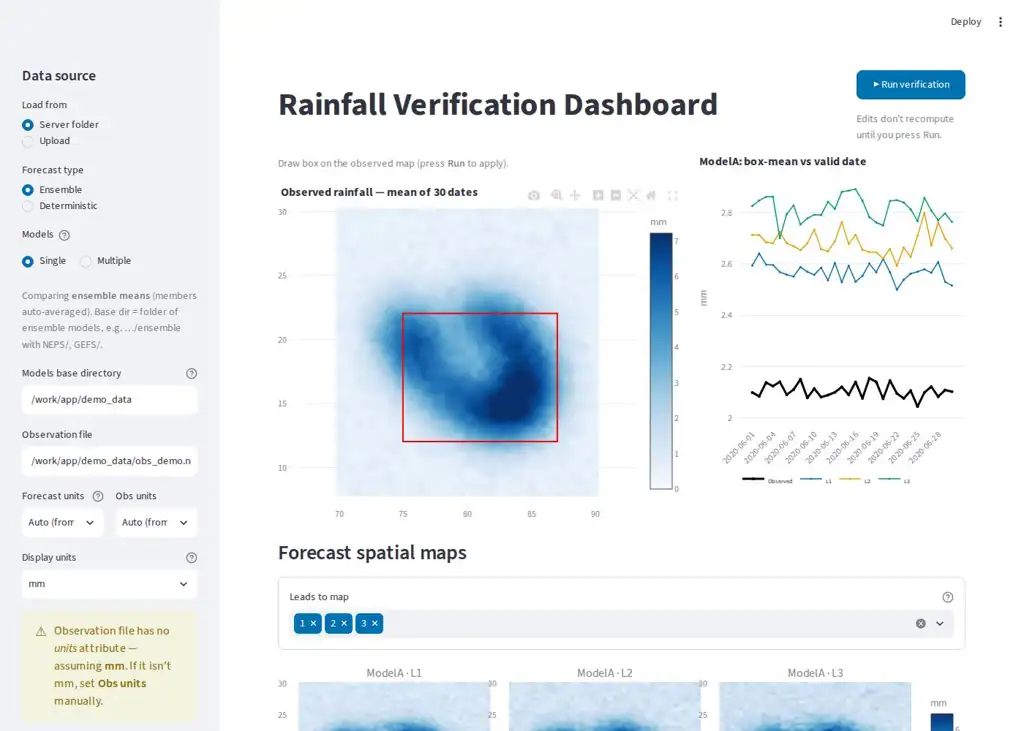 Deploy
Data source
Load from
Server folder
Upload
Forecast type
Ensemble
Deterministic
Models
Single
Multiple
Comparing ensemble means (members
auto-averaged). Base dir = folder of
ensemble models, e.g. .../ensemble
with NEPS/, GEFS/.
Models base directory
/work/app/demo_data
Observation file
/work/app/demo_data/obs_demo.n
Forecast units
Obs units
Auto (from
Auto (from
Display units
mm
Observation file has no
units attribute —
assuming mm. If it isn't
mm, set Obs units
manually.
Rainfall Verification Dashboard
Run verification
Edits don't recompute
until you press Run.
Draw box on the observed map (press Run to apply).
Observed rainfall — mean of 30 dates
30
25
20
15
10
70
75
80
85
90
mm
7
6
5
4
3
2
1
0
ModelA: box-mean vs valid date
mm
2.8
2.6
2.4
2.2
2
2020-06-01
2020-06-04
2020-06-07
2020-06-10
2020-06-13
2020-06-16
2020-06-19
2020-06-22
2020-06-25
2020-06-28
Observed
L1
L2
L3
Forecast spatial maps
Leads to map
1 ×
2 ×
3 ×
ModelA · L1
ModelA · L2
ModelA · L3
30
25
30
25
30
25
mm
6